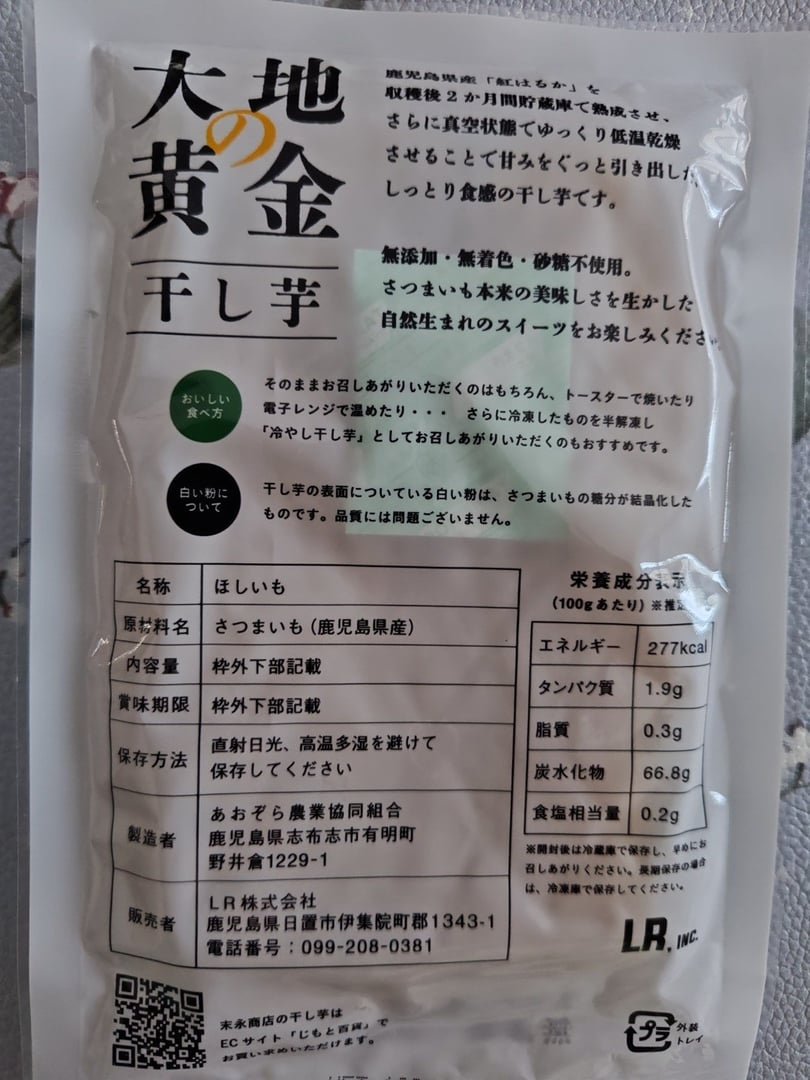 大地
の
黄金
干し芋
鹿児島県産「紅はるか」を
収穫後2か月間貯蔵庫で熟成させ、
さらに真空状態でゆっくり低温乾燥
させることで甘みをぐっと引き出した
しっとり食感の干し芋です。
無添加・無着色・砂糖不使用。
さつまいも本来の美味しさを生かした
自然生まれのスイーツをお楽しみくださ
おいしい
食べ方
そのままお召しあがりいただくのはもちろん、トースターで焼いたり
電子レンジで温めたり・・・ さらに冷凍したものを半解凍し
「冷やし干し芋」としてお召しあがりいただくのもおすすめです。
白い粉に
ついて
干し芋の表面についている白い粉は、さつまいもの糖分が結晶化した
ものです。品質には問題ございません。
名称 ほしいも
原材料名 さつまいも(鹿児島県産)
内容量 枠外下部記載
賞味期限 枠外下部記載
保存方法 直射日光、高温多湿を避けて
保存してください
製造者 あおぞら農業協同組合
鹿児島県志布志市有明町
野井倉1229-1
販売者 LR株式会社
鹿児島県日置市伊集院町郡1343-1
電話番号:099-208-0381
栄養成分表示
(100gあたり)※推
エネルギー 277kcal
タンパク質 1.9g
脂質 0.3g
炭水化物 66.8g
食塩相当量 0.2g
※開封後は冷蔵庫で保存し、早めにお
召しあがりください。長期保存の場合
は、冷凍庫で保存してください。
LR, INC.
末永商店の干し芋は
ECサイト「じもと百貨」で
お買い求めいただけます。
プラ
外装
トレイ